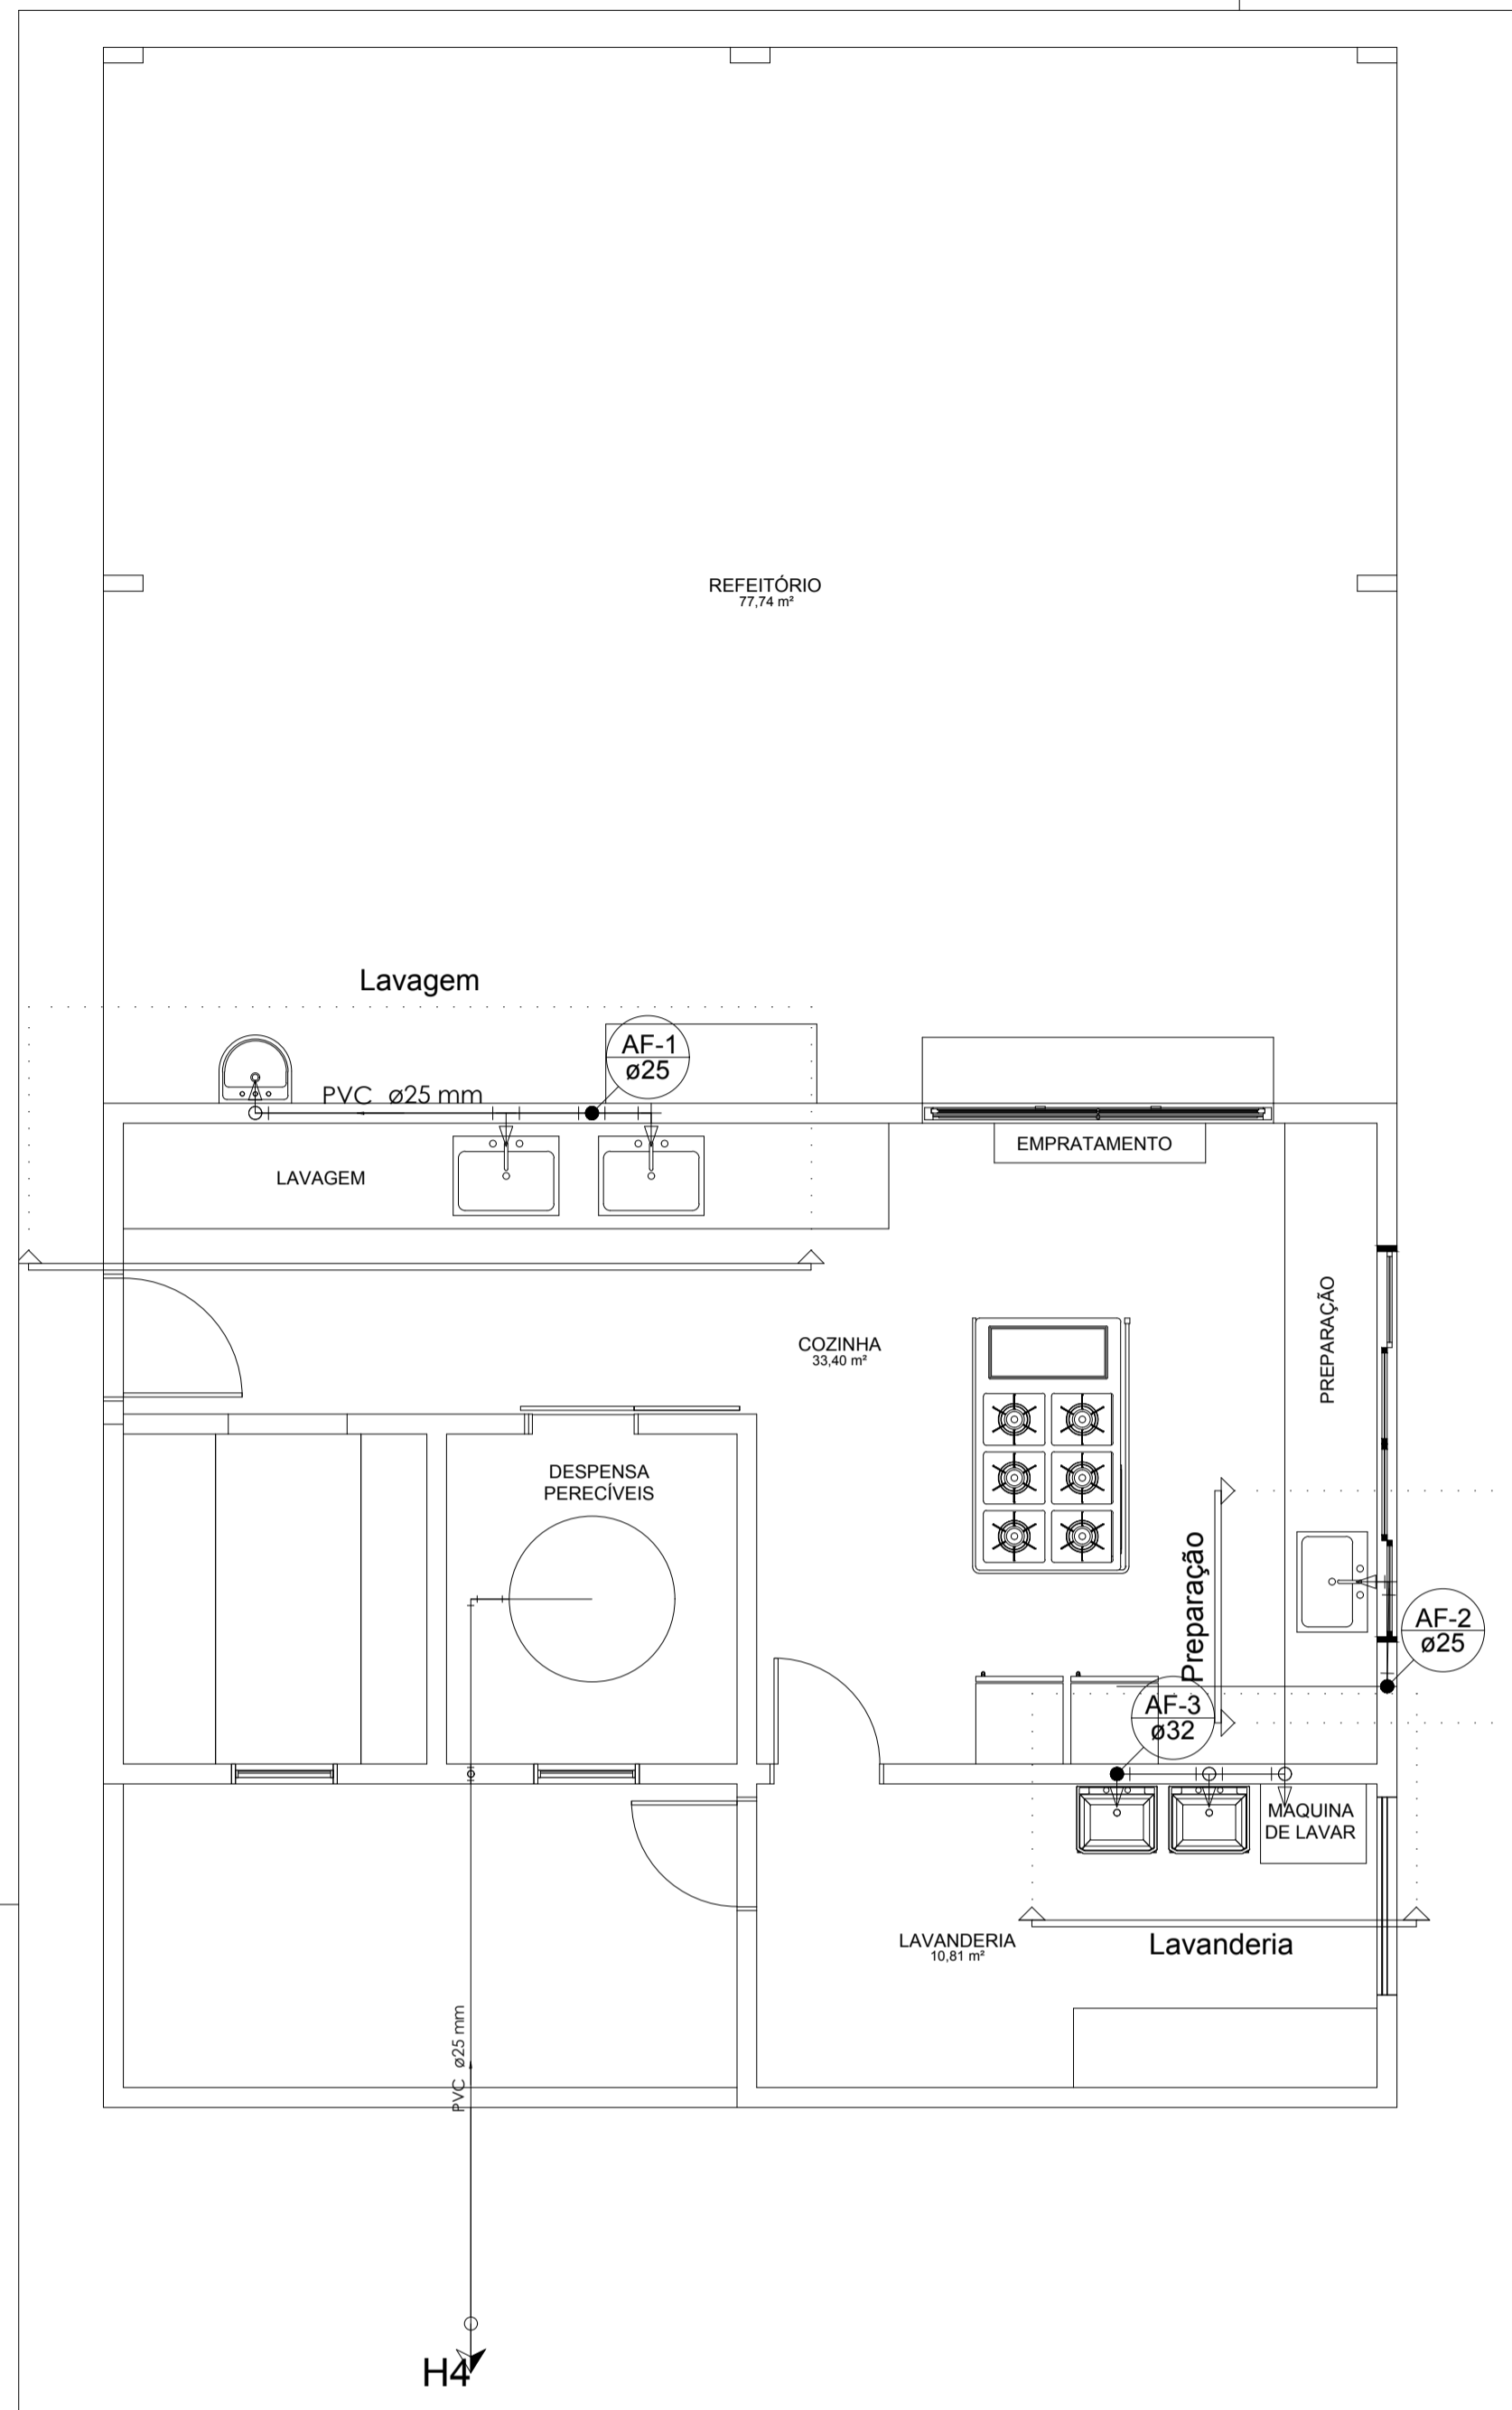 REFEITÓRIO
77,74 m²
Lavagem
AF-1
ø25
PVC ø25 mm
EMPRATAMENTO
LAVAGEM
PREPARAÇÃO
COZINHA
33,40 m²
DESPENSA
PERECÍVEIS
Preparação
AF-2
ø25
AF-3
ø32
MAQUINA
DE LAVAR
LAVANDERIA
10,81 m²
Lavanderia
PVC ø25 mm
H4